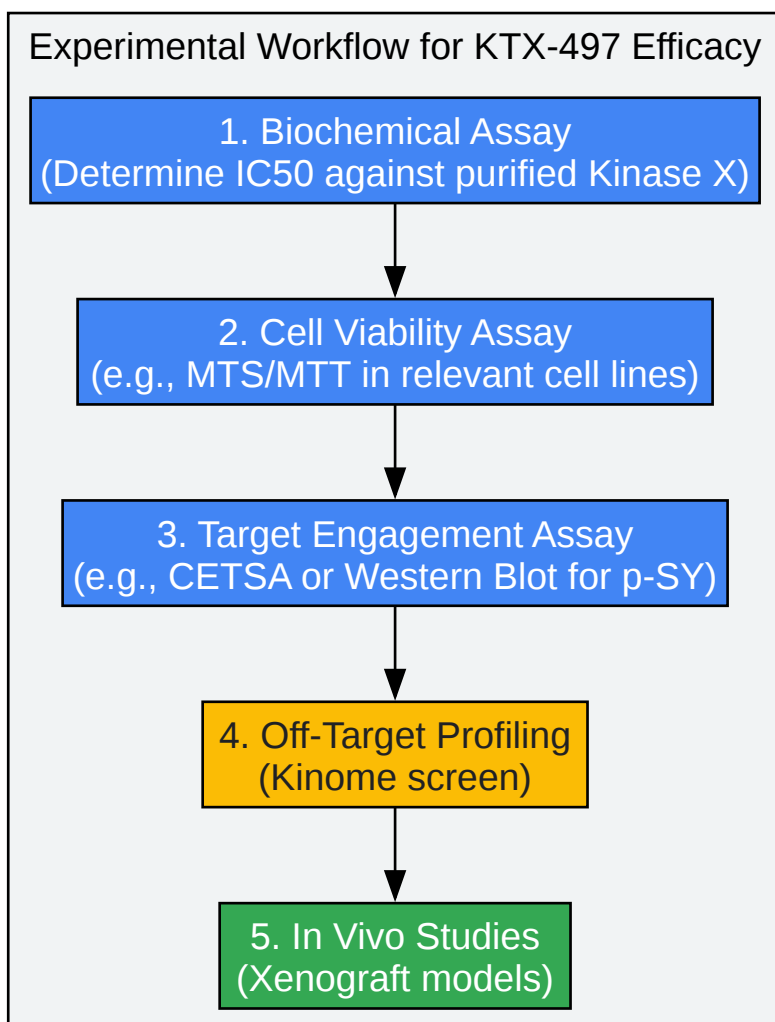 Experimental Workflow for KTX-497 Efficacy
1. Biochemical Assay
(Determine IC50 against purified Kinase X)
2. Cell Viability Assay
(e.g., MTS/MTT in relevant cell lines)
3. Target Engagement Assay
(e.g., CETSA or Western Blot for p-SY)
4. Off-Target Profiling
(Kinome screen)
5. In Vivo Studies
(Xenograft models)